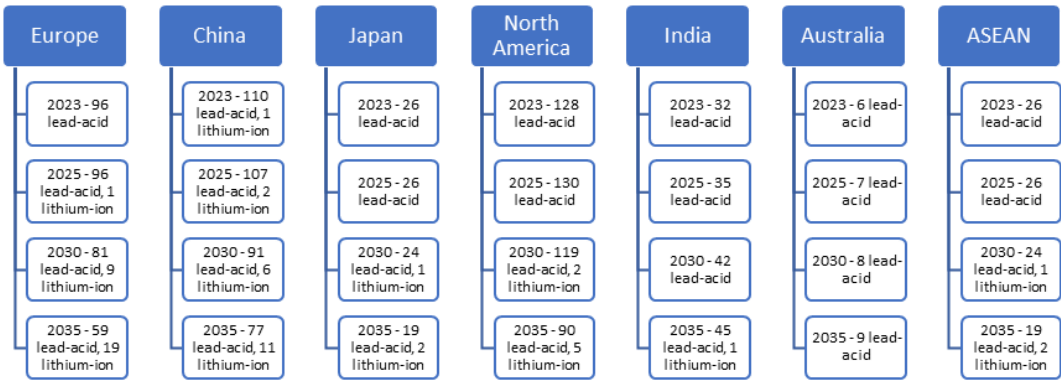 Europe
2023 - 96
lead-acid
2025 - 96
lead-acid, 1
lithium-ion
2030 - 81
lead-acid, 9
lithium-ion
2035 - 59
lead-acid, 19
lithium-ion
China
2023 - 110
lead-acid, 1
lithium-ion
2025 - 107
lead-acid, 2
lithium-ion
2030 - 91
lead-acid, 6
lithium-ion
2035 - 77
lead-acid, 11
lithium-ion
Japan
2023 - 26
lead-acid
2025 - 26
lead-acid
2030 - 24
lead-acid, 1
lithium-ion
2035 - 19
lead-acid, 2
lithium-ion
North
America
2023 - 128
lead-acid
2025 - 130
lead-acid
2030 - 119
lead-acid, 2
lithium-ion
2035 - 90
lead-acid, 5
lithium-ion
India
2023 - 32
lead-acid
2025 - 35
lead-acid
2030 - 42
lead-acid
2035 - 45
lead-acid, 1
lithium-ion
Australia
2023 - 6 lead-
acid
2025 - 7 lead-
acid
2030 - 8 lead-
acid
2035 - 9 lead-
acid
ASEAN
2023 - 26
lead-acid
2025 - 26
lead-acid
2030 - 24
lead-acid, 1
lithium-ion
2035 - 19
lead-acid, 2
lithium-ion